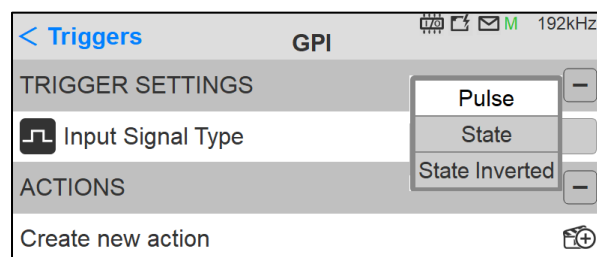 < Triggers GPI I/O M 192kHz
TRIGGER SETTINGS
Pulse
Input Signal Type State
State Inverted
ACTIONS
Create new action